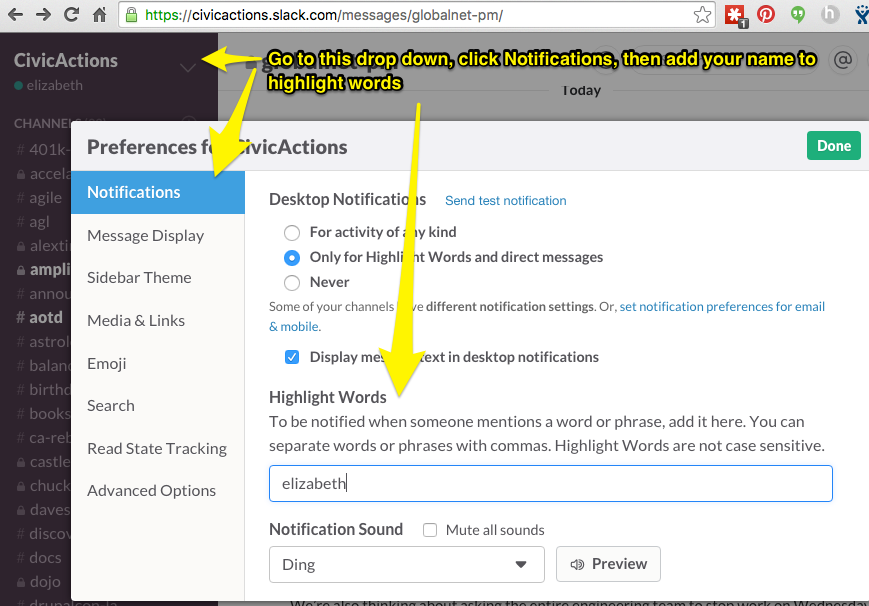 https://civicactions.slack.com/messages/globalnet-pm/
1
CivicActions
elizabeth
Go to this drop down, click Notifications, then add your name to
highlight words
@
Today
CHANNELS
# 401k-
accela
# agile
# agl
alexti
ampli
# annou
# aotd
# astrol
# balanc
# birthd
# books
# ca-reb
castle
chuck
daves
# discov
# docs
dojo
Preferences for CivicActions
Done
Notifications
Message Display
Sidebar Theme
Media & Links
Emoji
Search
Read State Tracking
Advanced Options
Desktop Notifications Send test notification
For activity of any kind
Only for Highlight Words and direct messages
Never
Some of your channels have different notification settings. Or, set notification preferences for email
& mobile.
Display message text in desktop notifications
Highlight Words
To be notified when someone mentions a word or phrase, add it here. You can
separate words or phrases with commas. Highlight Words are not case sensitive.
elizabeth
Notification Sound Mute all sounds
Ding Preview
We're also thinking about asking the entire engineering team to stop work on Wednesday